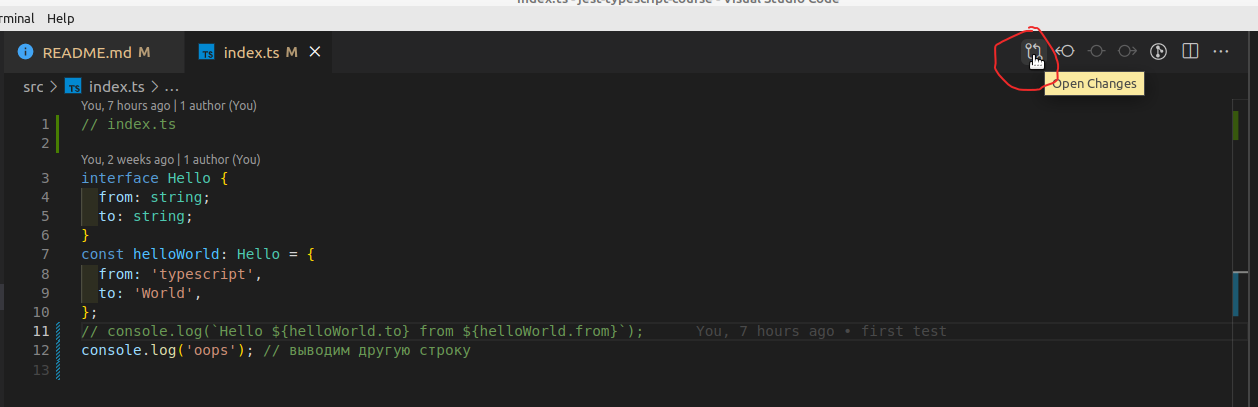 index.ts - jest-typescript-course - Visual Studio Code
rminal Help
README.md M TS index.ts M
src > TS index.ts > ...
Open Changes
You, 7 hours ago | 1 author (You)
1 // index.ts
2
You, 2 weeks ago | 1 author (You)
3 interface Hello {
4 from: string;
5 to: string;
6 }
7 const helloWorld: Hello = {
8 from: 'typescript',
9 to: 'World',
10 };
11 // console.log(`Hello ${helloWorld.to} from ${helloWorld.from}`); You, 7 hours ago • first test
12 console.log('oops'); // выводим другую строку
13